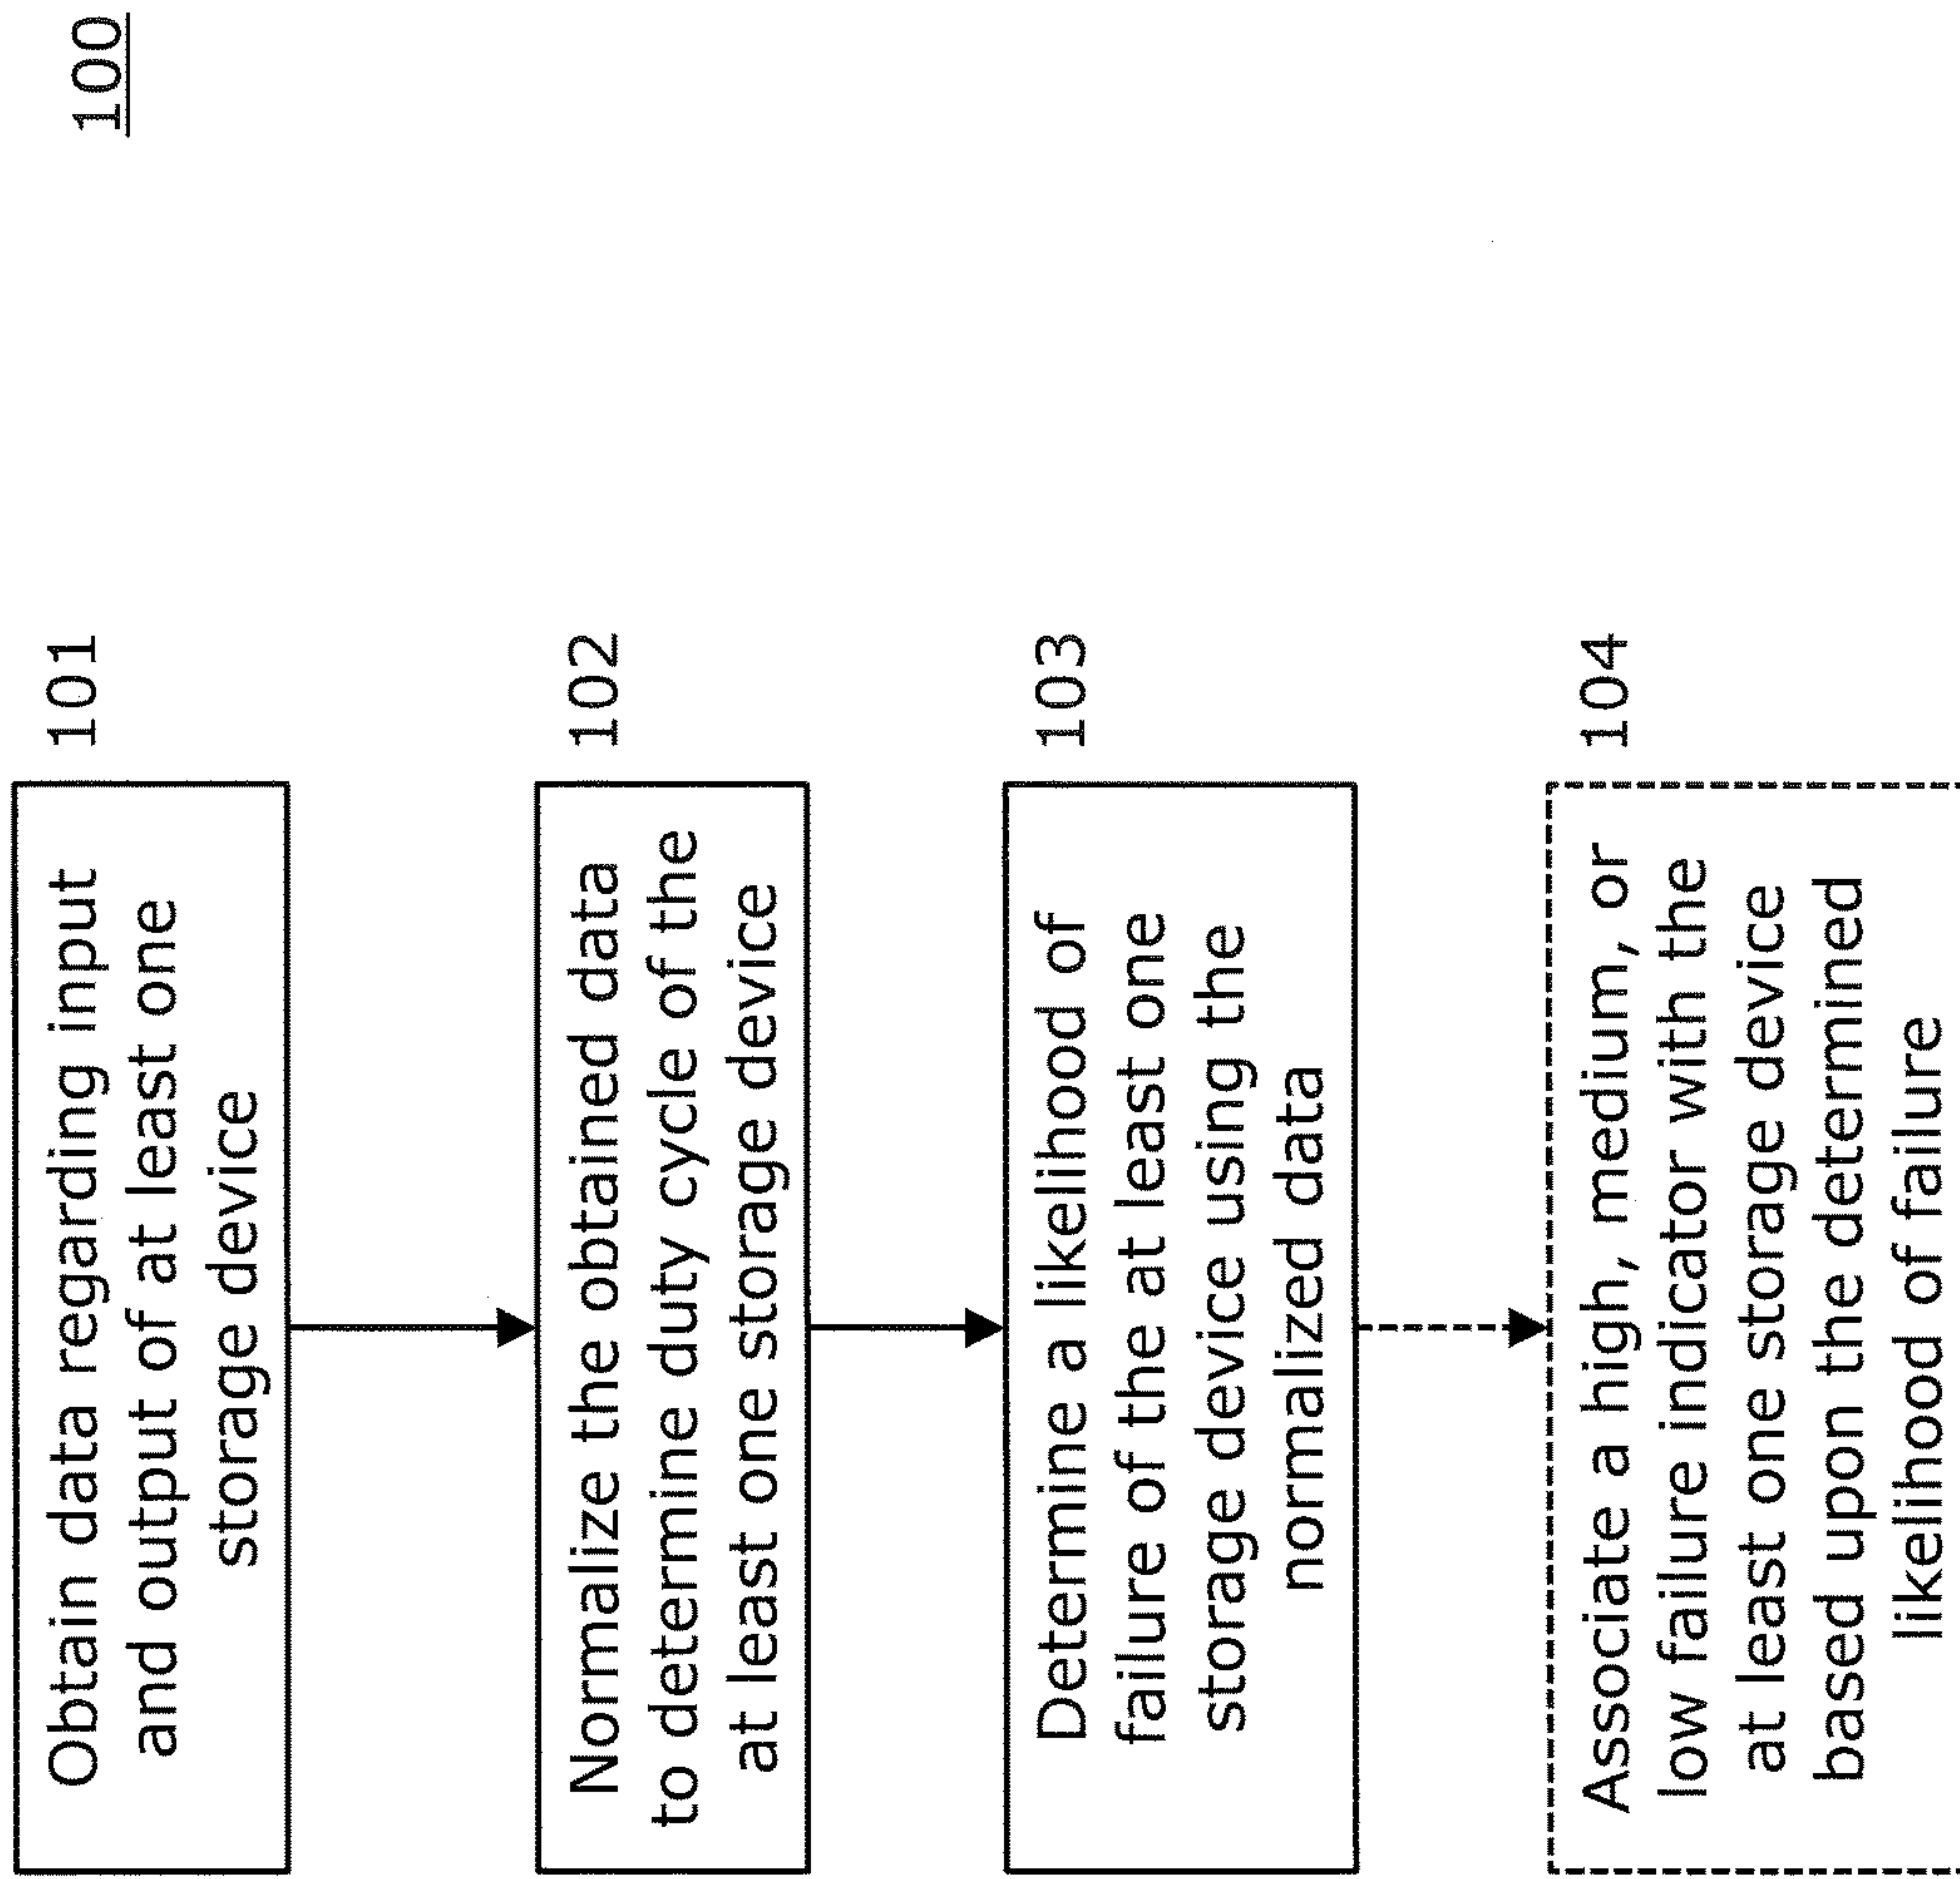 100
Obtain data regarding input
and output of at least one
storage device
101
Normalize the obtained data
to determine duty cycle of the
at least one storage device
102
Determine a likelihood of
failure of the at least one
storage device using the
normalized data
103
Associate a high, medium, or
low failure indicator with the
at least one storage device
based upon the determined
likelihood of failure
104